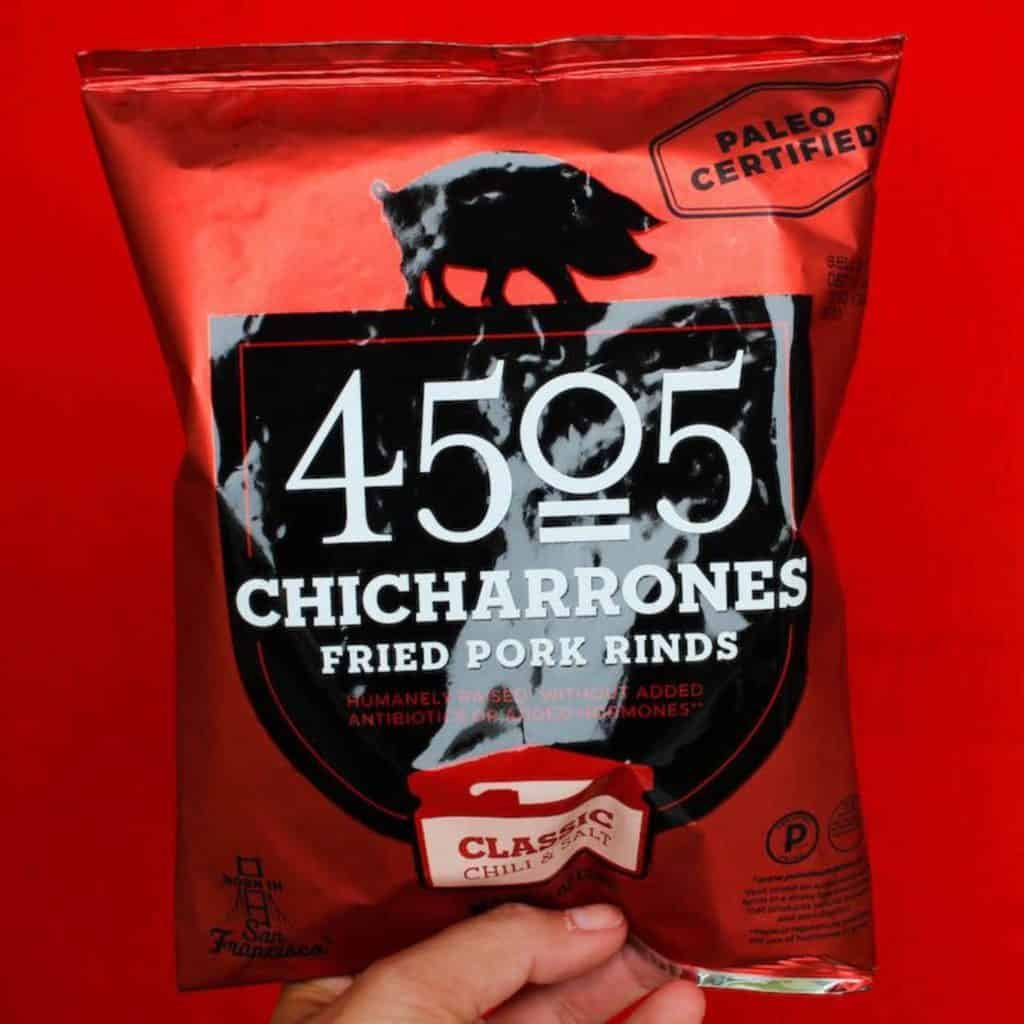 PALEO
CERTIFIED
4505
CHICHARRONES
FRIED PORK RINDS
HUMANELY RAISED* WITHOUT ADDED
ANTIBIOTICS OR ADDED HORMONES**
CLASSIC
CHILI & SALT
P
BORN IN
San
Francisco